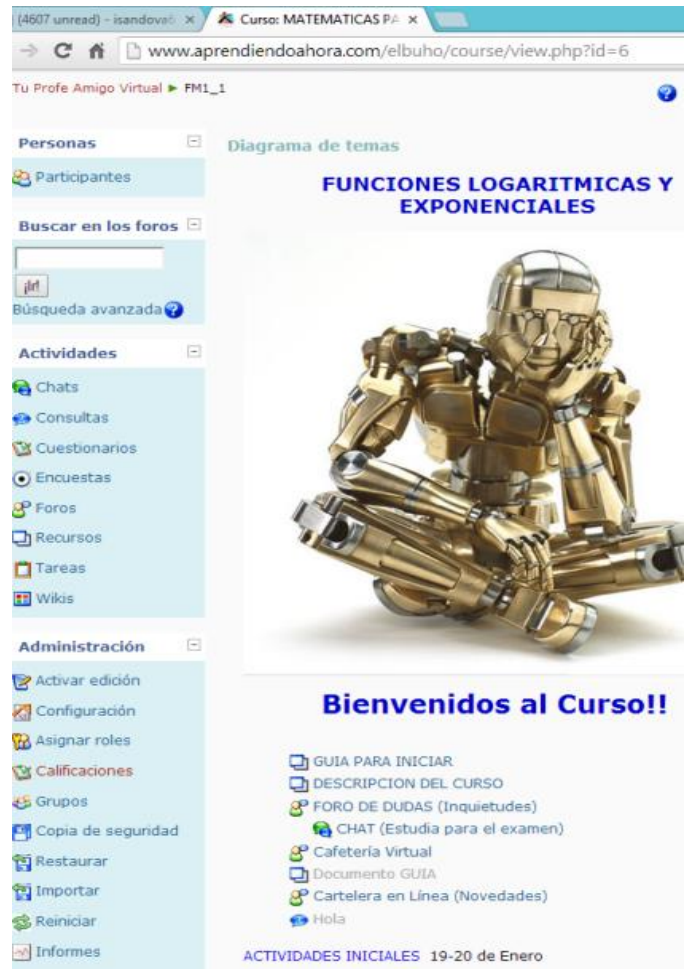 (4607 unread) - isandovalb
Curso: MATEMATICAS PA
www.aprendiendoahora.com/elbuho/course/view.php?id=6
Tu Profe Amigo Virtual ► FM1_1
Personas
Participantes
Buscar en los foros
¡Ir!
Búsqueda avanzada
Actividades
Chats
Consultas
Cuestionarios
Encuestas
Foros
Recursos
Tareas
Wikis
Administración
Activar edición
Configuración
Asignar roles
Calificaciones
Grupos
Copia de seguridad
Restaurar
Importar
Reiniciar
Informes
Diagrama de temas
FUNCIONES LOGARITMICAS Y
EXPONENCIALES
Bienvenidos al Curso!!
GUIA PARA INICIAR
DESCRIPCION DEL CURSO
FORO DE DUDAS (Inquietudes)
CHAT (Estudia para el examen)
Cafetería Virtual
Documento GUIA
Cartelera en Línea (Novedades)
Hola
ACTIVIDADES INICIALES 19-20 de Enero